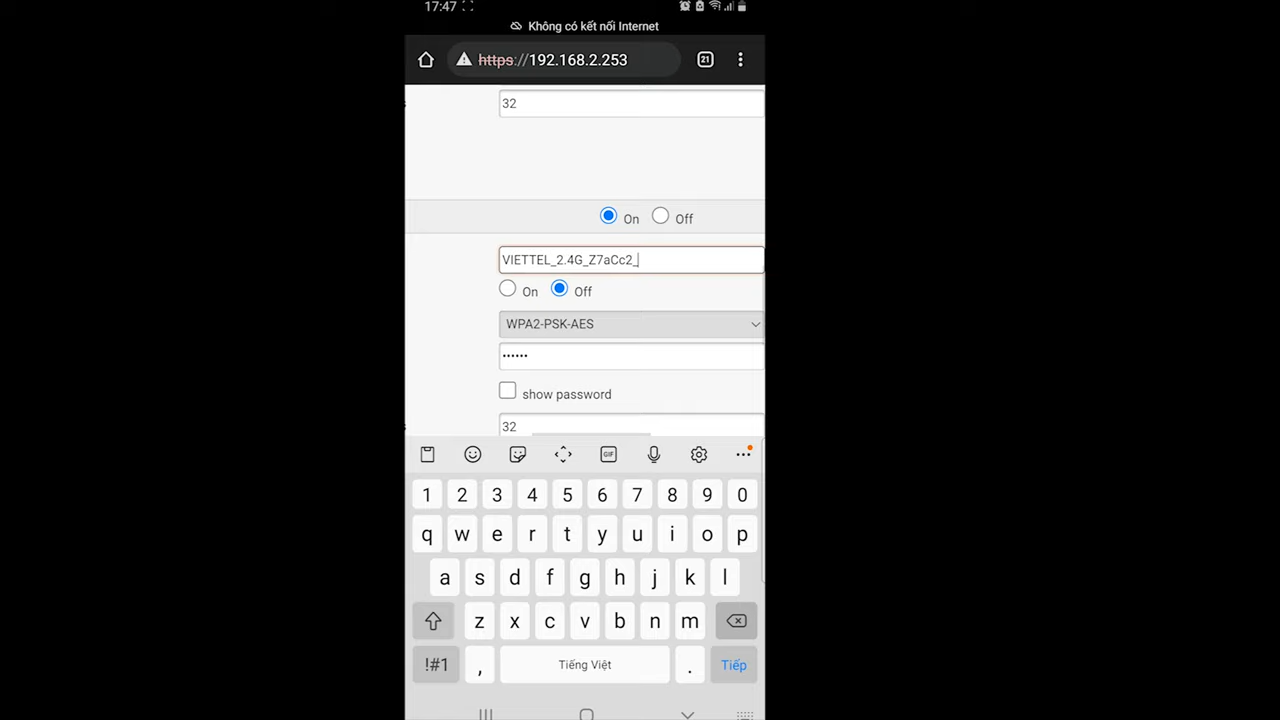 17:47
Không có kết nối Internet
https://192.168.2.253
21
32
On Off
VIETTEL_2.4G_Z7aCc2_
On Off
WPA2-PSK-AES
••••••
show password
32
GIF
1 2 3 4 5 6 7 8 9 0
q w e r t y u i o p
a s d f g h j k l
z x c v b n m
!#1 , Tiếng Việt . Tiếp